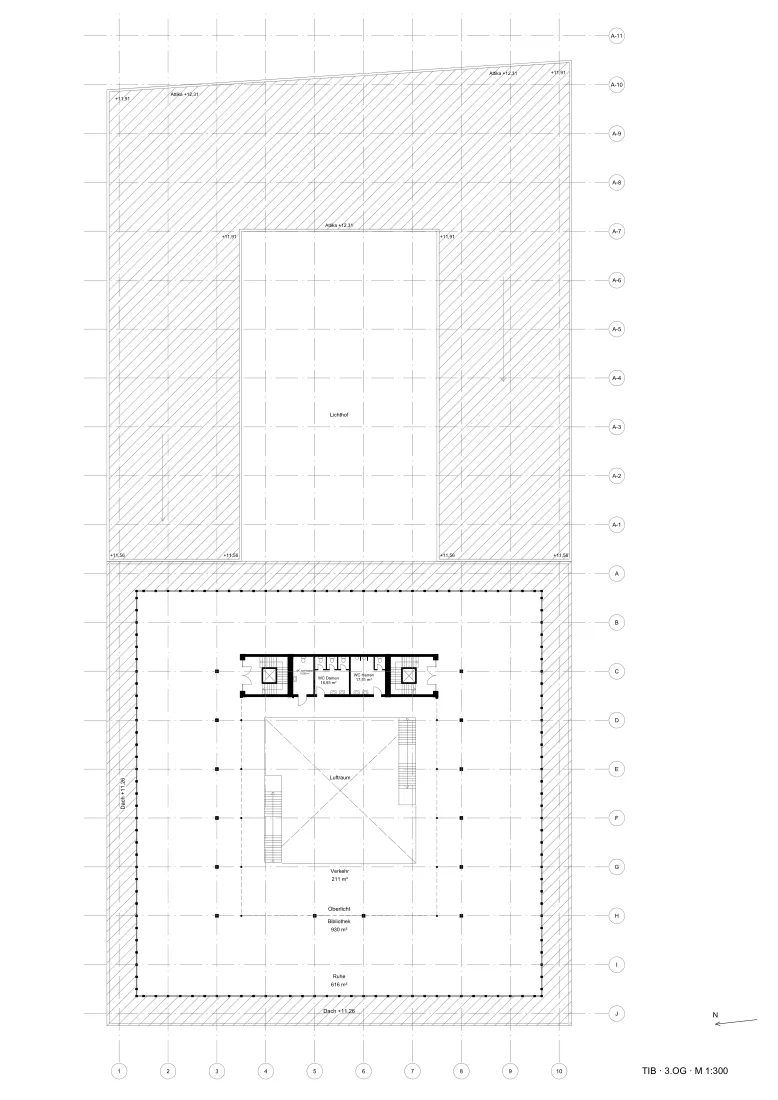 A-11
+11,91
Attika +12,31
Attika +12,31
+11,91
A-10
A-9
A-8
Attika +12,31
A-7
+11,91
+11,91
A-6
A-5
A-4
Lichthof
A-3
A-2
A-1
+11,56
+11,56
+11,56
+11,56
A
B
C
WC Damen
16,93 m²
WC Herren
D
Luftraum
E
Dach +11,26
F
G
Verkehr
211 m²
Oberlicht
H
Bibliothek
930 m²
I
Ruhe
616 m²
Dach +11,26
J
N
1
2
3
4
5
6
7
8
9
10
TIB · 3.OG · M 1:300